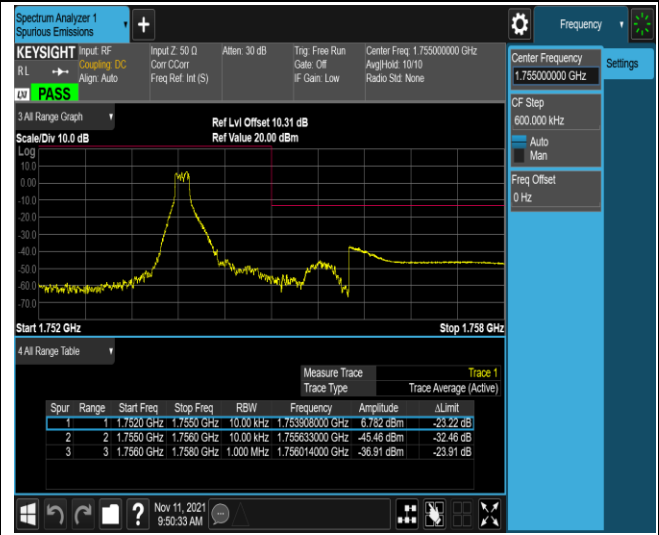 Spectrum Analyzer 1
Spurious Emissions
Frequency
KEYSIGHT
RL
Input: RF
Coupling: DC
Align: Auto
Input Z: 50 Ω
Corr CCorr
Freq Ref: Int (S)
Atten: 30 dB
Trig: Free Run
Gate: Off
IF Gain: Low
Center Freq: 1.755000000 GHz
Avg|Hold: 10/10
Radio Std: None
LXI PASS
3 All Range Graph
Ref Lvl Offset 10.31 dB
Scale/Div 10.0 dB
Ref Value 20.00 dBm
Log
10.0
0.00
-10.0
-20.0
-30.0
-40.0
-50.0
-60.0
-70.0
Start 1.752 GHz
Stop 1.758 GHz
4 All Range Table
Measure Trace Trace 1
Trace Type Trace Average (Active)
Spur Range Start Freq Stop Freq RBW Frequency Amplitude ΔLimit
1 1 1.7520 GHz 1.7550 GHz 10.00 kHz 1.753908000 GHz 6.782 dBm -23.22 dB
2 2 1.7550 GHz 1.7560 GHz 10.00 kHz 1.755633000 GHz -45.46 dBm -32.46 dB
3 3 1.7560 GHz 1.7580 GHz 1.000 MHz 1.756014000 GHz -36.91 dBm -23.91 dB
Nov 11, 2021
9:50:33 AM
Center Frequency
1.755000000 GHz
Settings
CF Step
600.000 kHz
Auto
Man
Freq Offset
0 Hz